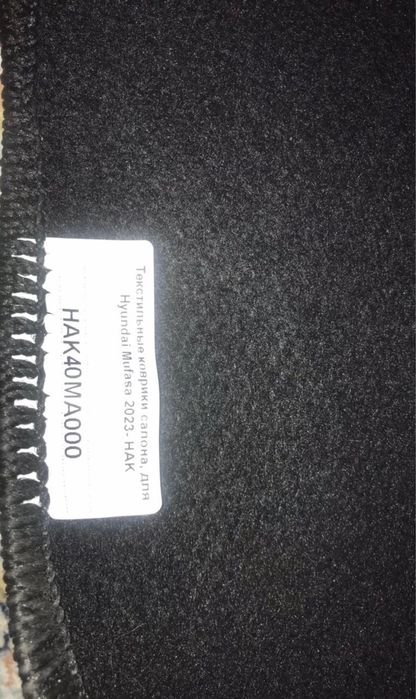 Текстильные коврики салона, для
Hyundai Mufasa 2023- HAK
HAK40MA000